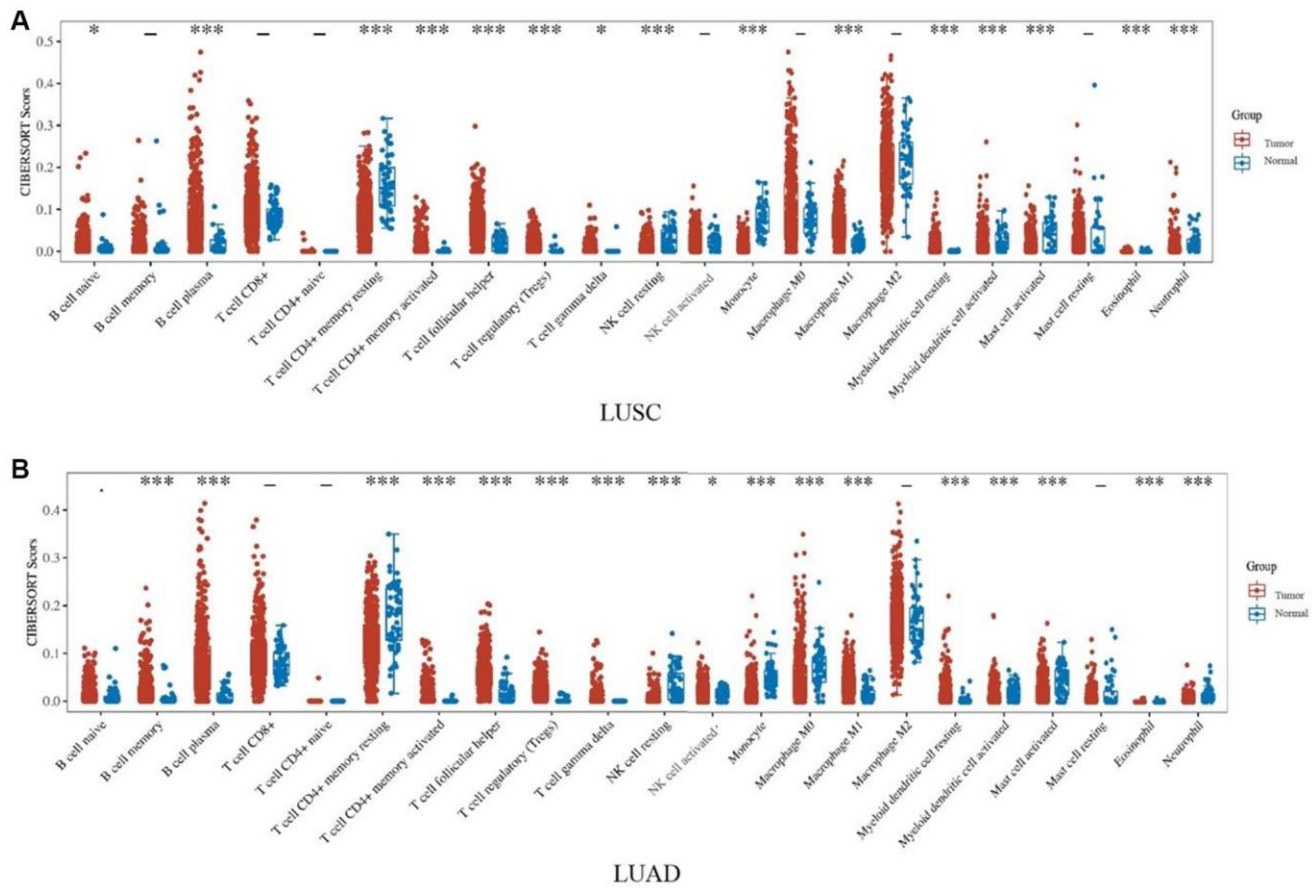 A
* – *** – – *** *** *** *** * *** – *** – *** – *** *** *** – *** ***
CIBERSORT Scors
0.5
0.4
0.3
0.2
0.1
0.0
Group
Tumor
Normal
B cell naive
B cell memory
B cell plasma
T cell CD8+
T cell CD4+ naive
T cell CD4+ memory resting
T cell CD4+ memory activated
T cell follicular helper
T cell regulatory (Tregs)
T cell gamma delta
NK cell resting
NK cell activated
Monocyte
Macrophage M0
Macrophage M1
Macrophage M2
Myeloid dendritic cell resting
Myeloid dendritic cell activated
Mast cell activated
Mast cell resting
Eosinophil
Neutrophil
LUSC
B
. *** *** – – *** *** *** *** *** *** * *** *** *** – *** *** *** – *** ***
CIBERSORT Scors
0.4
0.3
0.2
0.1
0.0
Group
Tumor
Normal
B cell naive
B cell memory
B cell plasma
T cell CD8+
T cell CD4+ naive
T cell CD4+ memory resting
T cell CD4+ memory activated
T cell follicular helper
T cell regulatory (Tregs)
T cell gamma delta
NK cell resting
NK cell activated
Monocyte
Macrophage M0
Macrophage M1
Macrophage M2
Myeloid dendritic cell resting
Myeloid dendritic cell activated
Mast cell activated
Mast cell resting
Eosinophil
Neutrophil
LUAD